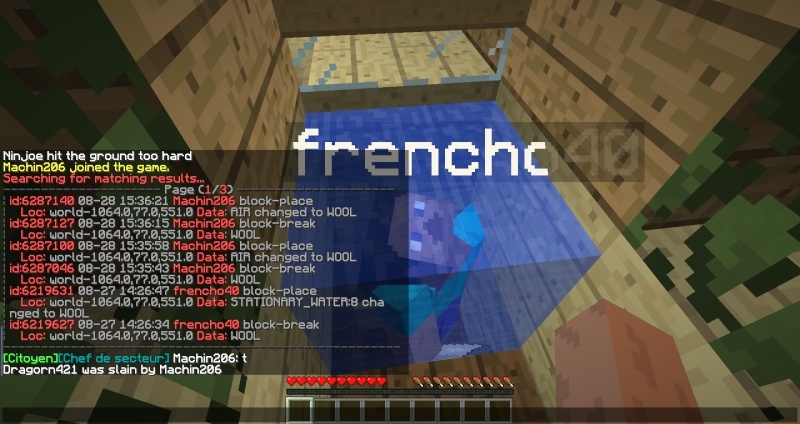 frencho40
Ninjoe hit the ground too hard
Machin206 joined the game.
Searching for matching results...
Page (1/3)
id:6287140 08-28 15:36:21 Machin206 block-place
Loc: world-1064.0,77.0,551.0 Data: AIR changed to WOOL
id:6287127 08-28 15:36:15 Machin206 block-break
Loc: world-1064.0,77.0,551.0 Data: WOOL
id:6287100 08-28 15:35:58 Machin206 block-place
Loc: world-1064.0,77.0,551.0 Data: AIR changed to WOOL
id:6287046 08-28 15:35:43 Machin206 block-break
Loc: world-1064.0,77.0,551.0 Data: WOOL
id:6219631 08-27 14:26:47 frencho40 block-place
Loc: world-1064.0,77.0,551.0 Data: STATIONARY_WATER:8 cha
nged to WOOL
id:6219627 08-27 14:26:34 frencho40 block-break
Loc: world-1064.0,77.0,551.0 Data: WOOL
[Citoyen][Chef de secteur] Machin206: t
Dragorn421 was slain by Machin206